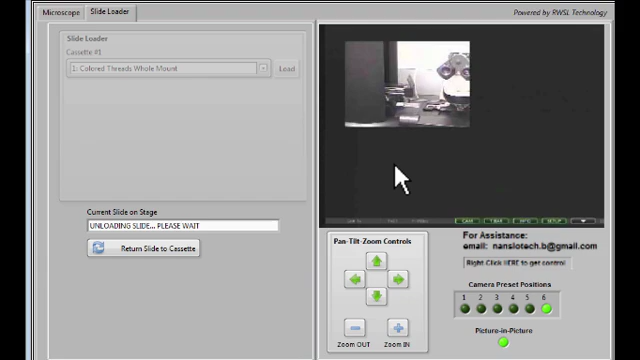 Microscope
Slide Loader
Powered by RWSL Technology
Slide Loader
Cassette #1
1. Colored Threads Whole Mount
Load
Current Slide on Stage
UNLOADING SLIDE... PLEASE WAIT
Return Slide to Cassette
CAM
SETUP
Pan-Tilt-Zoom Controls
Zoom OUT
Zoom IN
For Assistance:
email: nanslotech.b@gmail.com
Right-Click HERE to get control
Camera Preset Positions
1 2 3 4 5 6
Picture-in-Picture